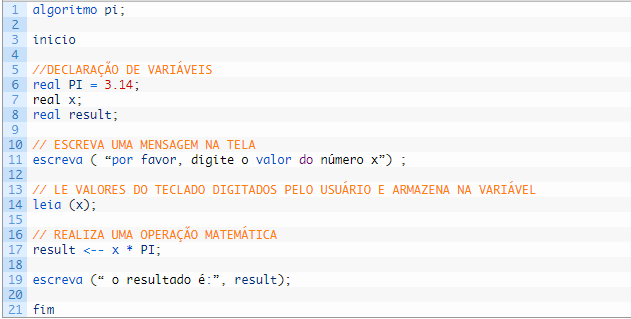 1 algoritmo pi;
2
3 inicio
4
5 //DECLARAÇÃO DE VARIÁVEIS
6 real PI = 3.14;
7 real x;
8 real result;
9
10 // ESCREVA UMA MENSAGEM NA TELA
11 escreva ( “por favor, digite o valor do número x”) ;
12
13 // LE VALORES DO TECLADO DIGITADOS PELO USUÁRIO E ARMAZENA NA VARIÁVEL
14 leia (x);
15
16 // REALIZA UMA OPERAÇÃO MATEMÁTICA
17 result <-- x * PI;
18
19 escreva (“ o resultado é:”, result);
20
21 fim